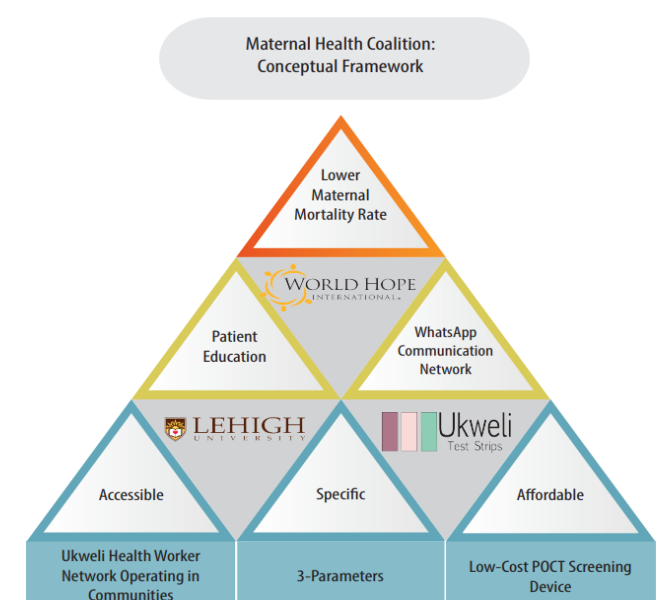 Maternal Health Coalition:
Conceptual Framework
Lower
Maternal
Mortality Rate
WORLD HOPE
INTERNATIONAL®
Patient
Education
WhatsApp
Communication
Network
LEHIGH
UNIVERSITY
Ukweli
Test Strips
Accessible
Specific
Affordable
Ukweli Health Worker
Network Operating in
Communities
3-Parameters
Low-Cost POCT Screening
Device